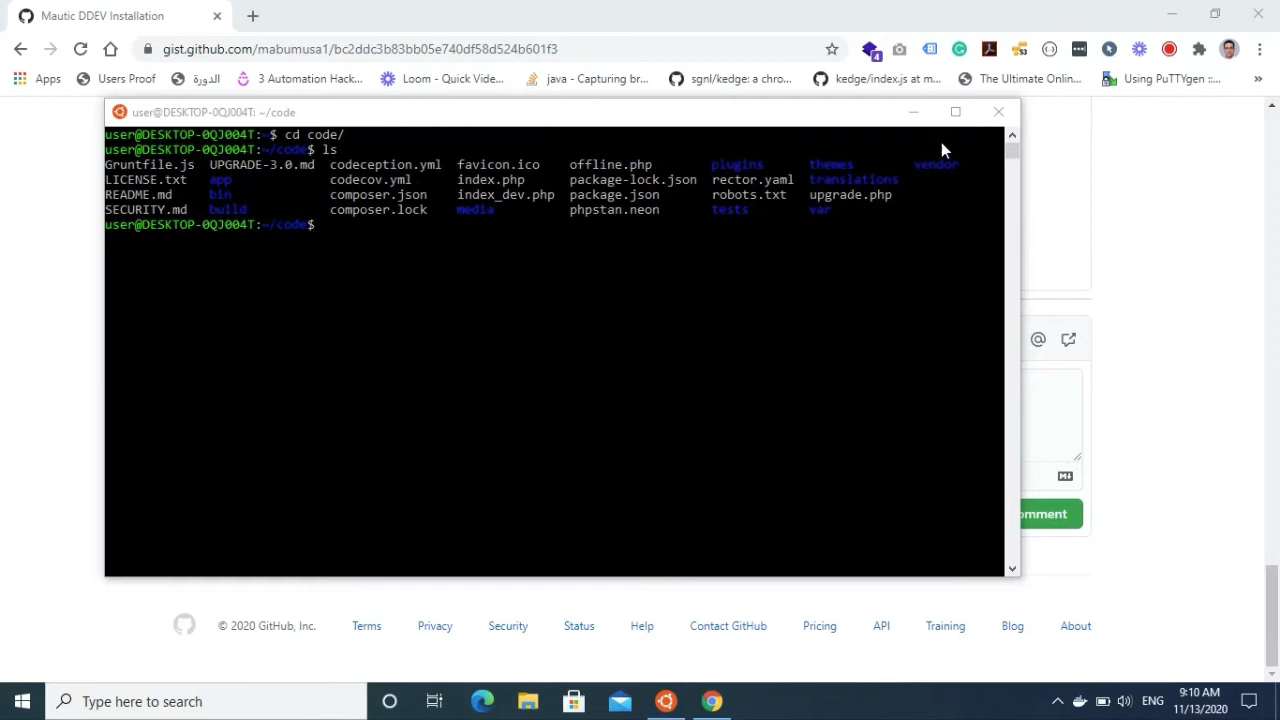 Mautic DDEV Installation
gist.github.com/mabumusa1/bc2ddc3b83bb05e740df58d524b601f3
4
Apps Users Proof الدورة 3 Automation Hack... Loom - Quick Vide... java - Capturing br... sgnl/kedge: a chro... kedge/index.js at m... The Ultimate Onlin... Using PuTTYgen ::... »
user@DESKTOP-0QJ004T: ~/code
user@DESKTOP-0QJ004T:~$ cd code/
user@DESKTOP-0QJ004T:~/code$ ls
Gruntfile.js UPGRADE-3.0.md codeception.yml favicon.ico offline.php plugins themes vendor
LICENSE.txt app codecov.yml index.php package-lock.json rector.yaml translations
README.md bin composer.json index_dev.php package.json robots.txt upgrade.php
SECURITY.md build composer.lock media phpstan.neon tests var
user@DESKTOP-0QJ004T:~/code$
omment
© 2020 GitHub, Inc. Terms Privacy Security Status Help Contact GitHub Pricing API Training Blog About
Type here to search
ENG
9:10 AM
11/13/2020